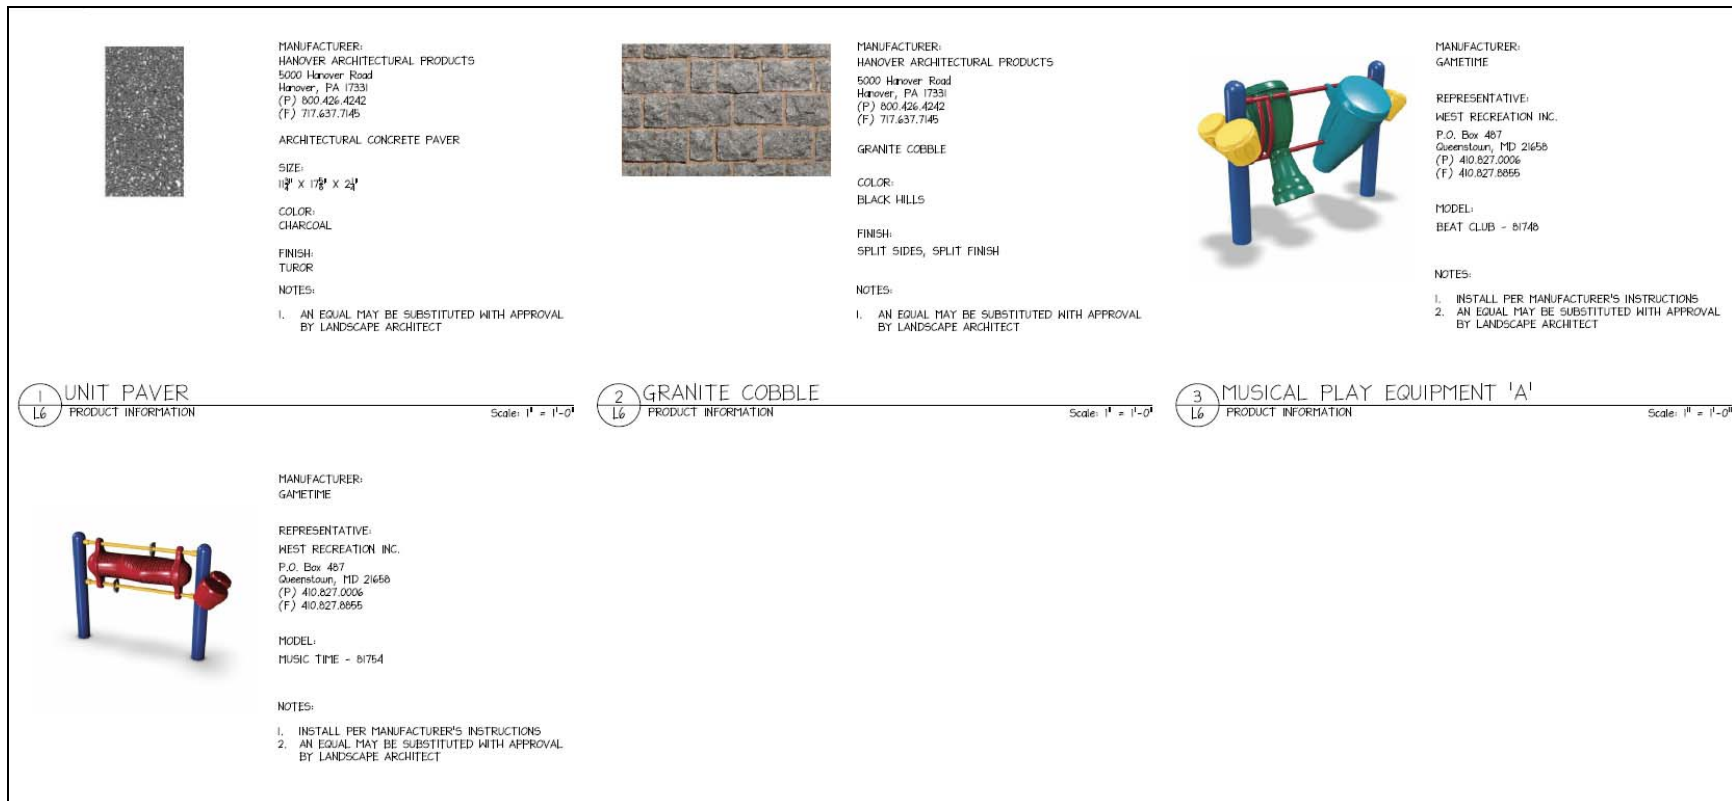 MANUFACTURER:
HANOVER ARCHITECTURAL PRODUCTS
5000 Hanover Road
Hanover, PA 17331
(P) 800.426.4242
(F) 717.637.7145
ARCHITECTURAL CONCRETE PAVER
SIZE:
11 3/4" X 17 5/8" X 2 1/4"
COLOR:
CHARCOAL
FINISH:
TUROR
NOTES:
1. AN EQUAL MAY BE SUBSTITUTED WITH APPROVAL
BY LANDSCAPE ARCHITECT
1
L6
UNIT PAVER
PRODUCT INFORMATION
Scale: 1" = 1'-0"
MANUFACTURER:
HANOVER ARCHITECTURAL PRODUCTS
5000 Hanover Road
Hanover, PA 17331
(P) 800.426.4242
(F) 717.637.7145
GRANITE COBBLE
COLOR:
BLACK HILLS
FINISH:
SPLIT SIDES, SPLIT FINISH
NOTES:
1. AN EQUAL MAY BE SUBSTITUTED WITH APPROVAL
BY LANDSCAPE ARCHITECT
2
L6
GRANITE COBBLE
PRODUCT INFORMATION
Scale: 1" = 1'-0"
MANUFACTURER:
GAMETIME
REPRESENTATIVE:
WEST RECREATION INC.
P.O. Box 487
Queenstown, MD 21658
(P) 410.827.0006
(F) 410.827.8855
MODEL:
BEAT CLUB - 81748
NOTES:
1. INSTALL PER MANUFACTURER'S INSTRUCTIONS
2. AN EQUAL MAY BE SUBSTITUTED WITH APPROVAL
BY LANDSCAPE ARCHITECT
3
L6
MUSICAL PLAY EQUIPMENT 'A'
PRODUCT INFORMATION
Scale: 1" = 1'-0"
MANUFACTURER:
GAMETIME
REPRESENTATIVE:
WEST RECREATION INC.
P.O. Box 487
Queenstown, MD 21658
(P) 410.827.0006
(F) 410.827.8855
MODEL:
MUSIC TIME - 81754
NOTES:
1. INSTALL PER MANUFACTURER'S INSTRUCTIONS
2. AN EQUAL MAY BE SUBSTITUTED WITH APPROVAL
BY LANDSCAPE ARCHITECT